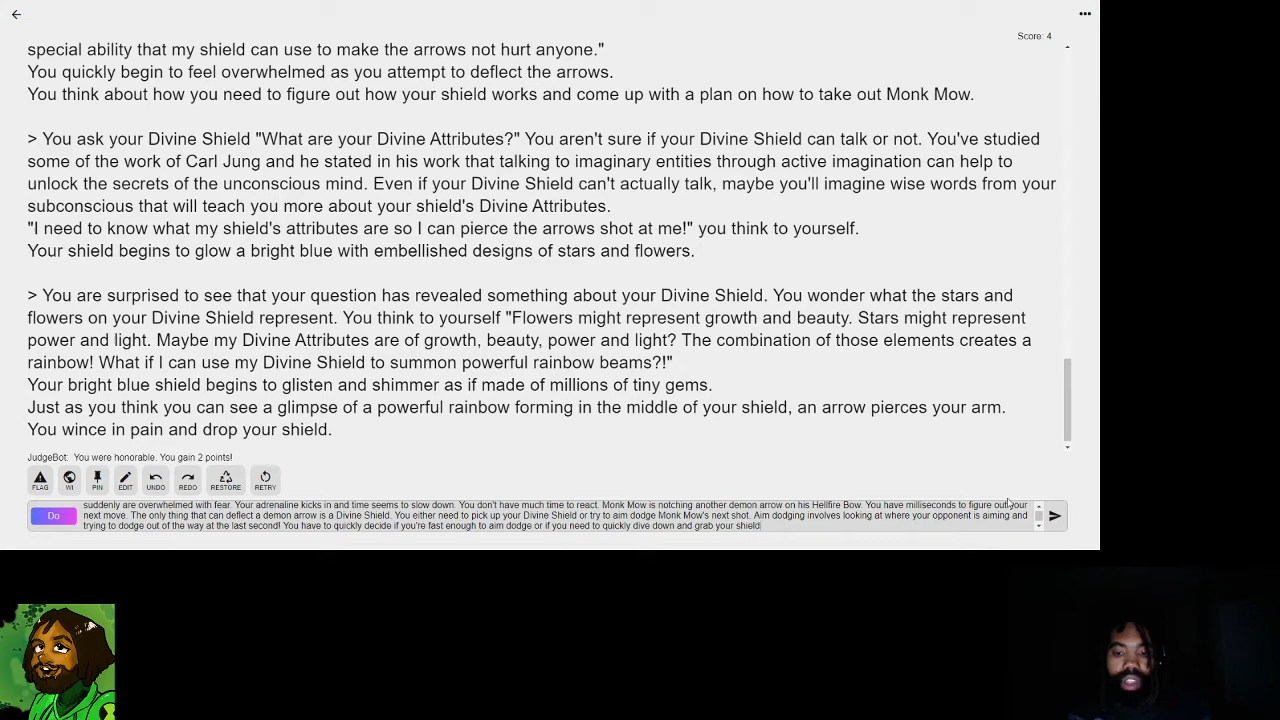 Score: 4
special ability that my shield can use to make the arrows not hurt anyone."
You quickly begin to feel overwhelmed as you attempt to deflect the arrows.
You think about how you need to figure out how your shield works and come up with a plan on how to take out Monk Mow.
> You ask your Divine Shield "What are your Divine Attributes?" You aren't sure if your Divine Shield can talk or not. You've studied
some of the work of Carl Jung and he stated in his work that talking to imaginary entities through active imagination can help to
unlock the secrets of the unconscious mind. Even if your Divine Shield can't actually talk, maybe you'll imagine wise words from your
subconscious that will teach you more about your shield's Divine Attributes.
"I need to know what my shield's attributes are so I can pierce the arrows shot at me!" you think to yourself.
Your shield begins to glow a bright blue with embellished designs of stars and flowers.
> You are surprised to see that your question has revealed something about your Divine Shield. You wonder what the stars and
flowers on your Divine Shield represent. You think to yourself "Flowers might represent growth and beauty. Stars might represent
power and light. Maybe my Divine Attributes are of growth, beauty, power and light? The combination of those elements creates a
rainbow! What if I can use my Divine Shield to summon powerful rainbow beams?!"
Your bright blue shield begins to glisten and shimmer as if made of millions of tiny gems.
Just as you think you can see a glimpse of a powerful rainbow forming in the middle of your shield, an arrow pierces your arm.
You wince in pain and drop your shield.
JudgeBot: You were honorable. You gain 2 points!
FLAG WI PIN EDIT UNDO REDO RESTORE RETRY
suddenly are overwhelmed with fear. Your adrenaline kicks in and time seems to slow down. You don't have much time to react. Monk Mow is notching another demon arrow on his Hellfire Bow. You have milliseconds to figure out your
Do next move. The only thing that can deflect a demon arrow is a Divine Shield. You either need to pick up your Divine Shield or try to aim dodge Monk Mow's next shot. Aim dodging involves looking at where your opponent is aiming and
trying to dodge out of the way at the last second! You have to quickly decide if you're fast enough to aim dodge or if you need to quickly dive down and grab your shield